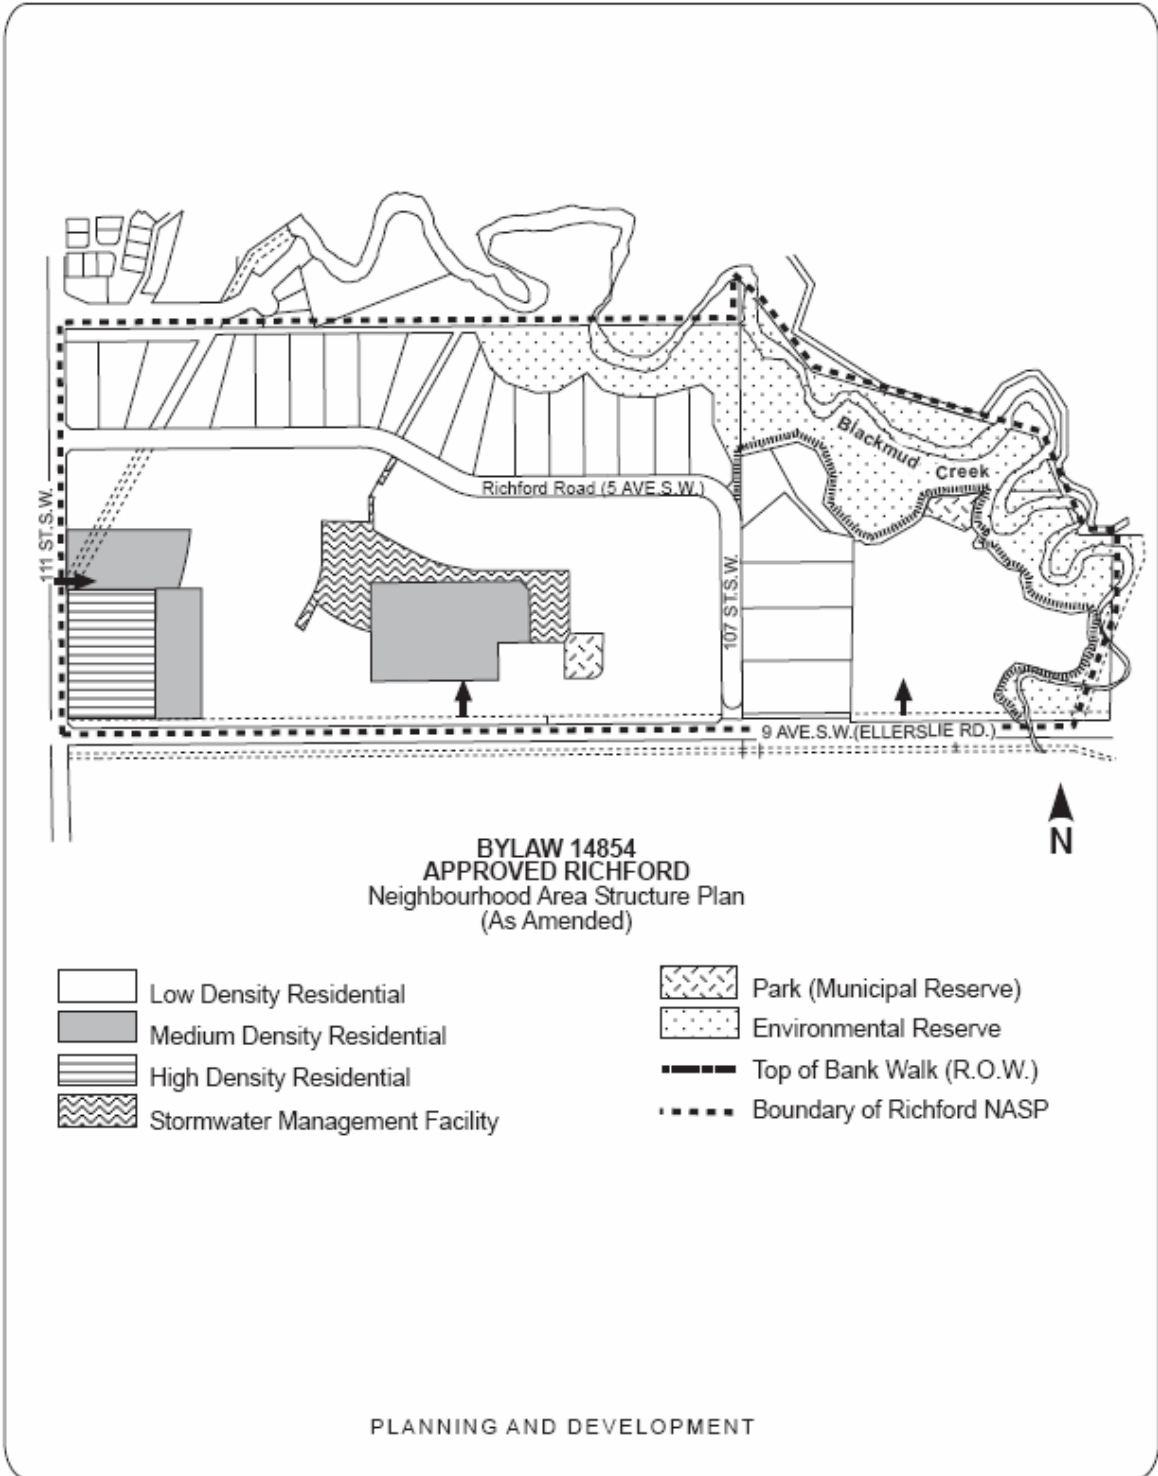 Blackmud
Creek
Richford Road (5 AVE.S.W.)
111 ST.S.W.
107 ST.S.W.
9 AVE.S.W.(ELLERSLIE RD.)
N
BYLAW 14854
APPROVED RICHFORD
Neighbourhood Area Structure Plan
(As Amended)
Low Density Residential
Medium Density Residential
High Density Residential
Stormwater Management Facility
Park (Municipal Reserve)
Environmental Reserve
Top of Bank Walk (R.O.W.)
Boundary of Richford NASP
PLANNING AND DEVELOPMENT